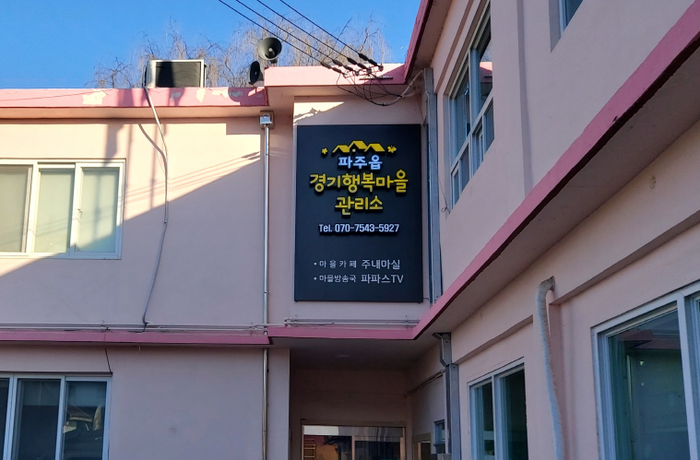 파주읍
경기행복마을
관리소
Tel. 070-7543-5927
• 마을카페 주내마실
• 마을방송국 파파스TV